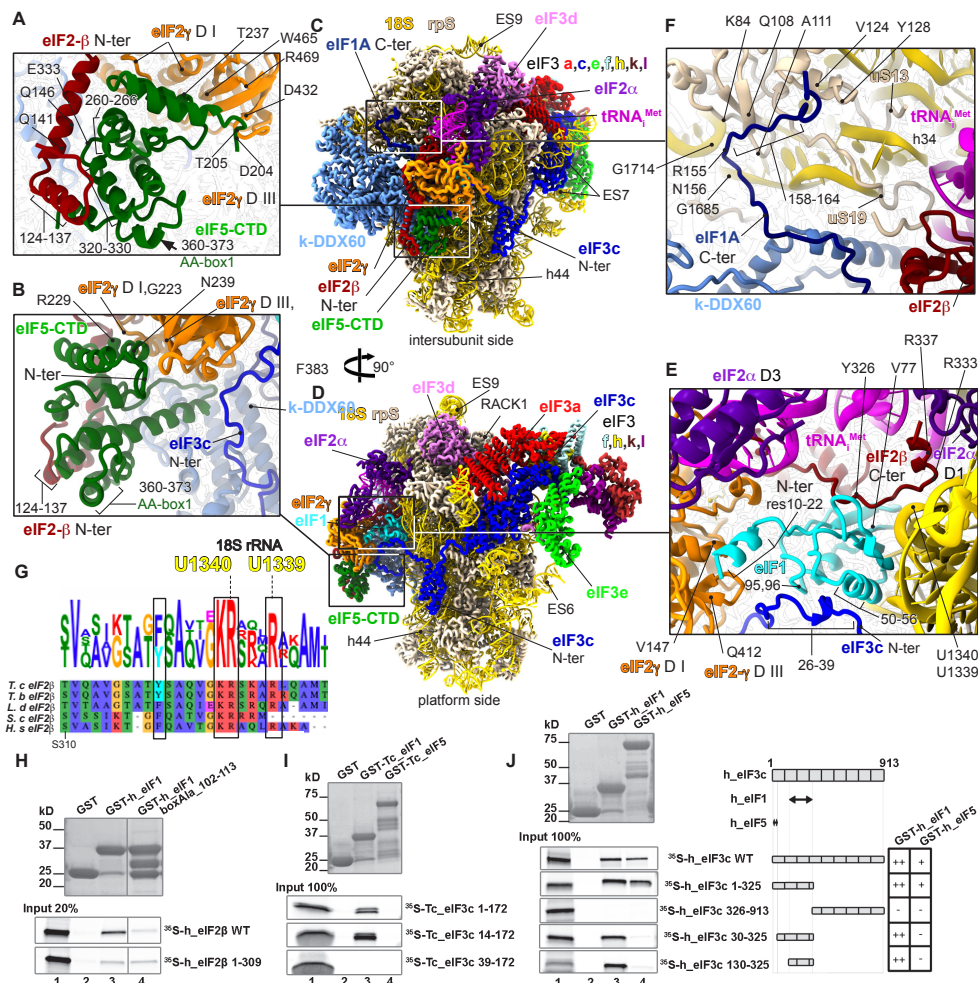 A
eIF2-β N-ter
eIF2γ D I
T237
W465
R469
E333
Q146
260-266
Q141
D432
T205
D204
eIF2γ D III
eIF5-CTD
124-137
320-330
360-373
AA-box1
B
eIF2γ D I,
G223
N239
eIF2γ D III,
R229
eIF5-CTD
N-ter
k-DDX60
eIF3c
N-ter
360-373
AA-box1
124-137
eIF2-β N-ter
C
18S rpS
ES9
eIF3d
eIF1A C-ter
eIF3
a,c,e,f,h,k,l
eIF2α
tRNAiMet
G1714
ES7
k-DDX60
eIF2γ
eIF2β
N-ter
eIF5-CTD
eIF3c
N-ter
h44
intersubunit side
F383
90°
D
18S rpS
ES9
eIF3d
RACK1
eIF3a
eIF3c
eIF3
f,h,k,l
eIF2α
eIF2γ
eIF1
eIF5-CTD
h44
eIF3e
ES6
eIF3c
N-ter
platform side
F
K84
Q108
A111
V124
Y128
uS13
tRNAiMet
h34
R155
N156
G1685
158-164
uS19
eIF1A
C-ter
k-DDX60
eIF2β
E
R337
Y326
V77
R333
eIF2α D3
tRNAiMet
eIF2β
C-ter
eIF2α
D1
N-ter
res10-22
eIF1
95,96
50-56
V147
eIF2γ D I
Q412
eIF2-γ D III
26-39
eIF3c N-ter
U1340
U1339
G
18S rRNA
U1340 U1339
T. c eIF2β SVQAVGSATYSAQVGKRSKARLQAMI
T. b eIF2β
L. d eIF2β
S. c eIF2β
H. s eIF2β
S310
H
GST
GST-h_eIF1
GST-h_eIF1
boxAla_102-113
kD
50
37
25
20
Input 20%
35S-h_eIF2β WT
35S-h_eIF2β 1-309
1 2 3 4
I
GST
GST-Tc_eIF1
GST-Tc_eIF5
kD
75
50
37
25
20
Input 100%
35S-Tc_eIF3c 1-172
35S-Tc_eIF3c 14-172
35S-Tc_eIF3c 39-172
1 2 3 4
J
GST
GST-h_eIF1
GST-h_eIF5
kD
75
50
37
25
20
Input 100%
35S-h_eIF3c WT
35S-h_eIF3c 1-325
35S-h_eIF3c 326-913
35S-h_eIF3c 30-325
35S-h_eIF3c 130-325
1 2 3 4
1 913
h_eIF3c
h_eIF1
h_eIF5
GST-h_eIF1
GST-h_eIF5
++ +
++ +
- -
++ -
++ -